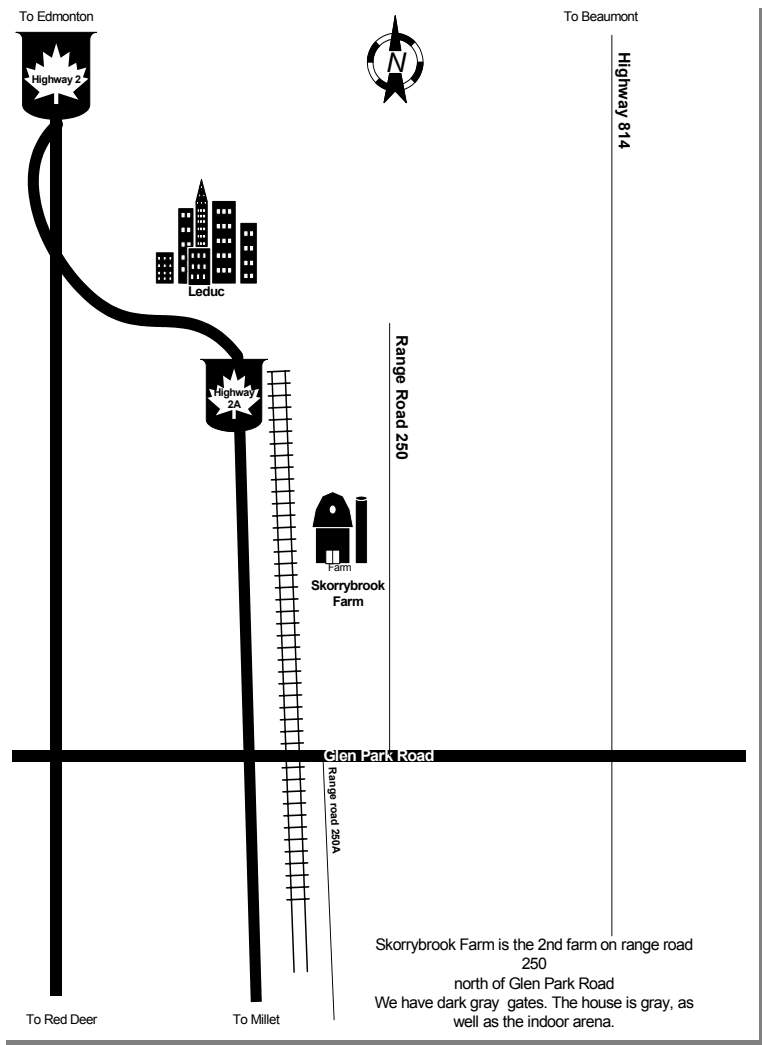 To Edmonton
To Beaumont
N
Highway 2
Highway 814
Leduc
Range Road 250
Highway
2A
Farm
Skorrybrook
Farm
Glen Park Road
Range road 250A
Skorrybrook Farm is the 2nd farm on range road
250
north of Glen Park Road
We have dark gray gates. The house is gray, as
well as the indoor arena.
To Red Deer
To Millet